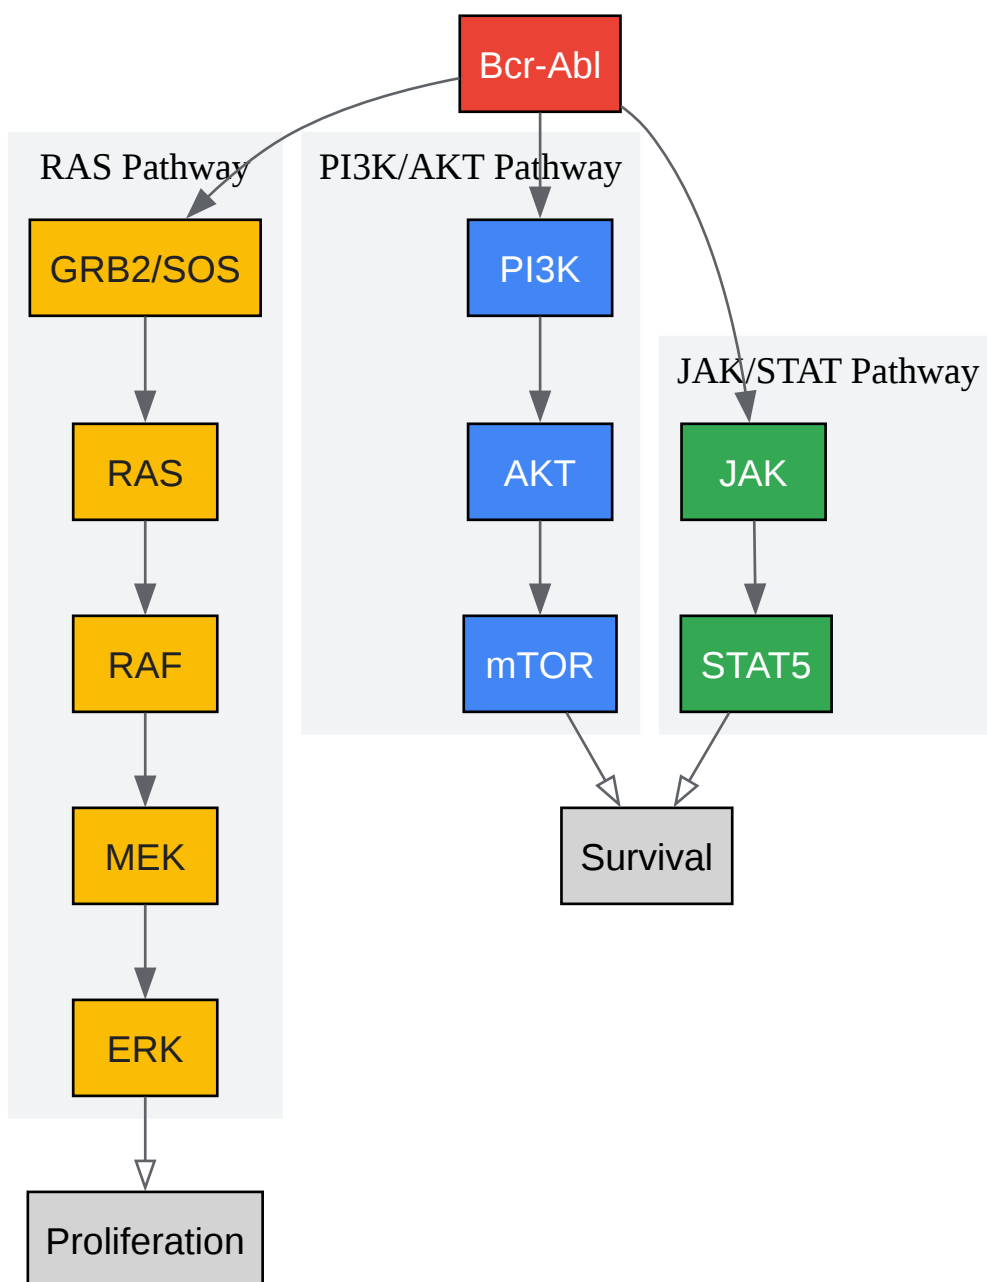 Bcr-Abl
RAS Pathway
PI3K/AKT Pathway
GRB2/SOS
PI3K
JAK/STAT Pathway
RAS
AKT
JAK
RAF
mTOR
STAT5
MEK
Survival
ERK
Proliferation